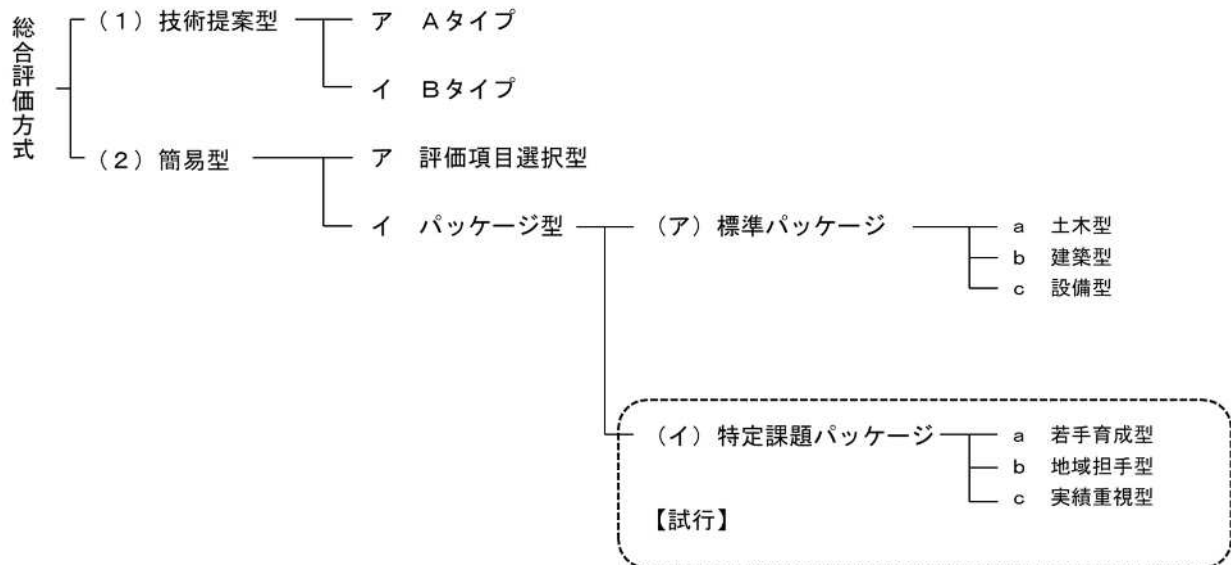 総合評価方式
（1）技術提案型　ア　Aタイプ
イ　Bタイプ
（2）簡易型　ア　評価項目選択型
イ　パッケージ型　（ア）標準パッケージ　a　土木型
b　建築型
c　設備型
（イ）特定課題パッケージ　a　若手育成型
b　地域担手型
c　実績重視型
【試行】